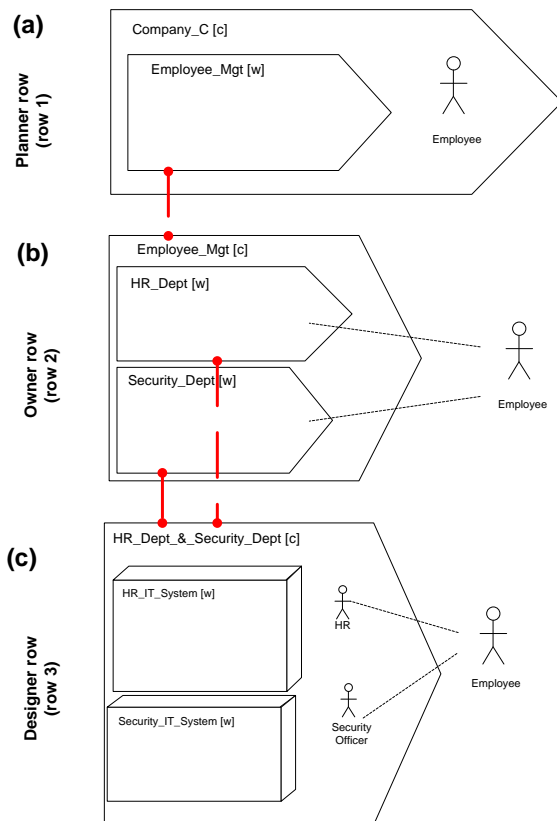 (a)
Planner row
(row 1)
Company_C [c]
Employee_Mgt [w]
Employee
(b)
Owner row
(row 2)
Employee_Mgt [c]
HR_Dept [w]
Security_Dept [w]
Employee
(c)
Designer row
(row 3)
HR_Dept_&_Security_Dept [c]
HR_IT_System [w]
HR
Employee
Security_IT_System [w]
Security
Officer